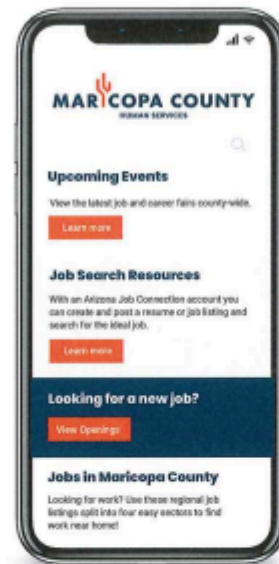 MARICOPA COUNTY
HUMAN SERVICES
Upcoming Events
View the latest job and career fairs county-wide.
Learn more
Job Search Resources
With an Arizona Job Connection account you
can create and post a resume or job listing and
search for the ideal job.
Learn more
Looking for a new job?
View Openings
Jobs in Maricopa County
Looking for work? Use these regional job
listings split into four easy sectors to find
work near home!